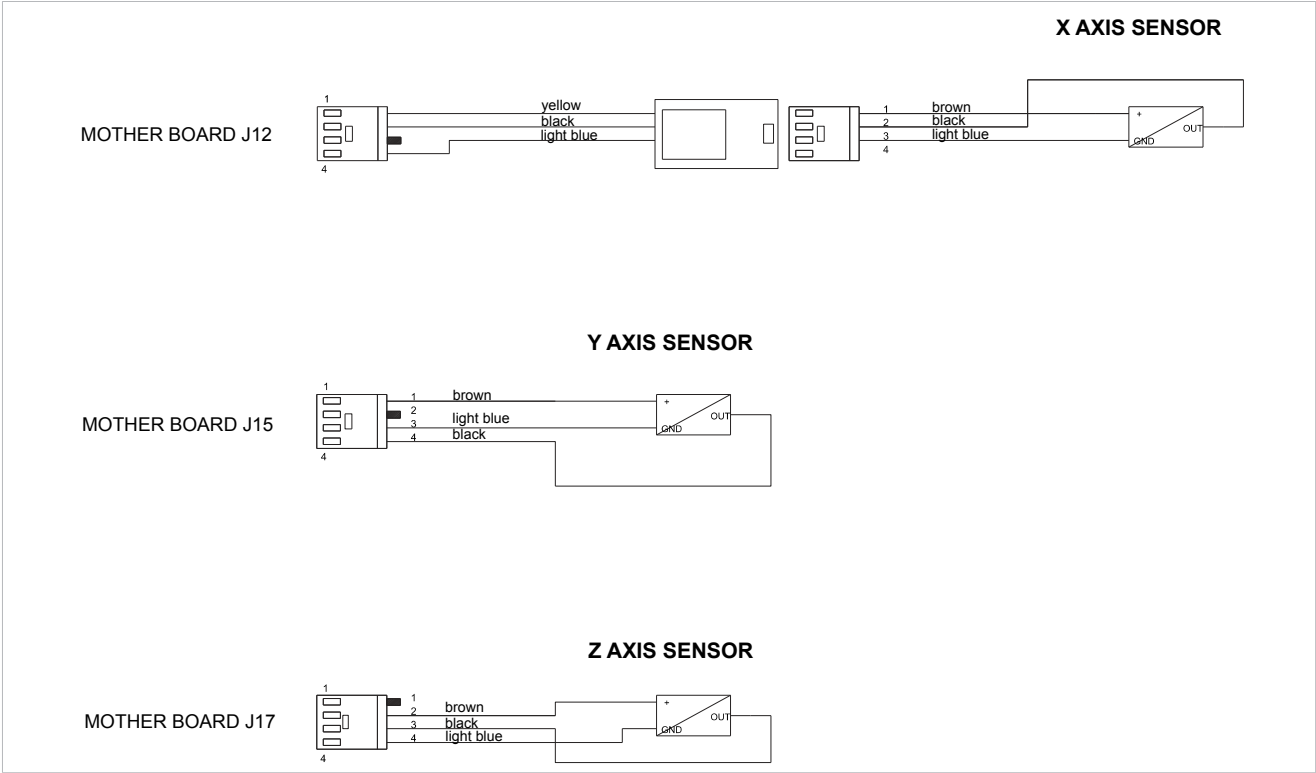 X AXIS SENSOR
MOTHER BOARD J12
1
4
yellow
black
light blue
1
2
3
4
brown
black
light blue
+
GND
OUT
Y AXIS SENSOR
MOTHER BOARD J15
1
4
1
2
3
4
brown
light blue
black
+
GND
OUT
Z AXIS SENSOR
MOTHER BOARD J17
1
4
1
2
3
4
brown
black
light blue
+
GND
OUT